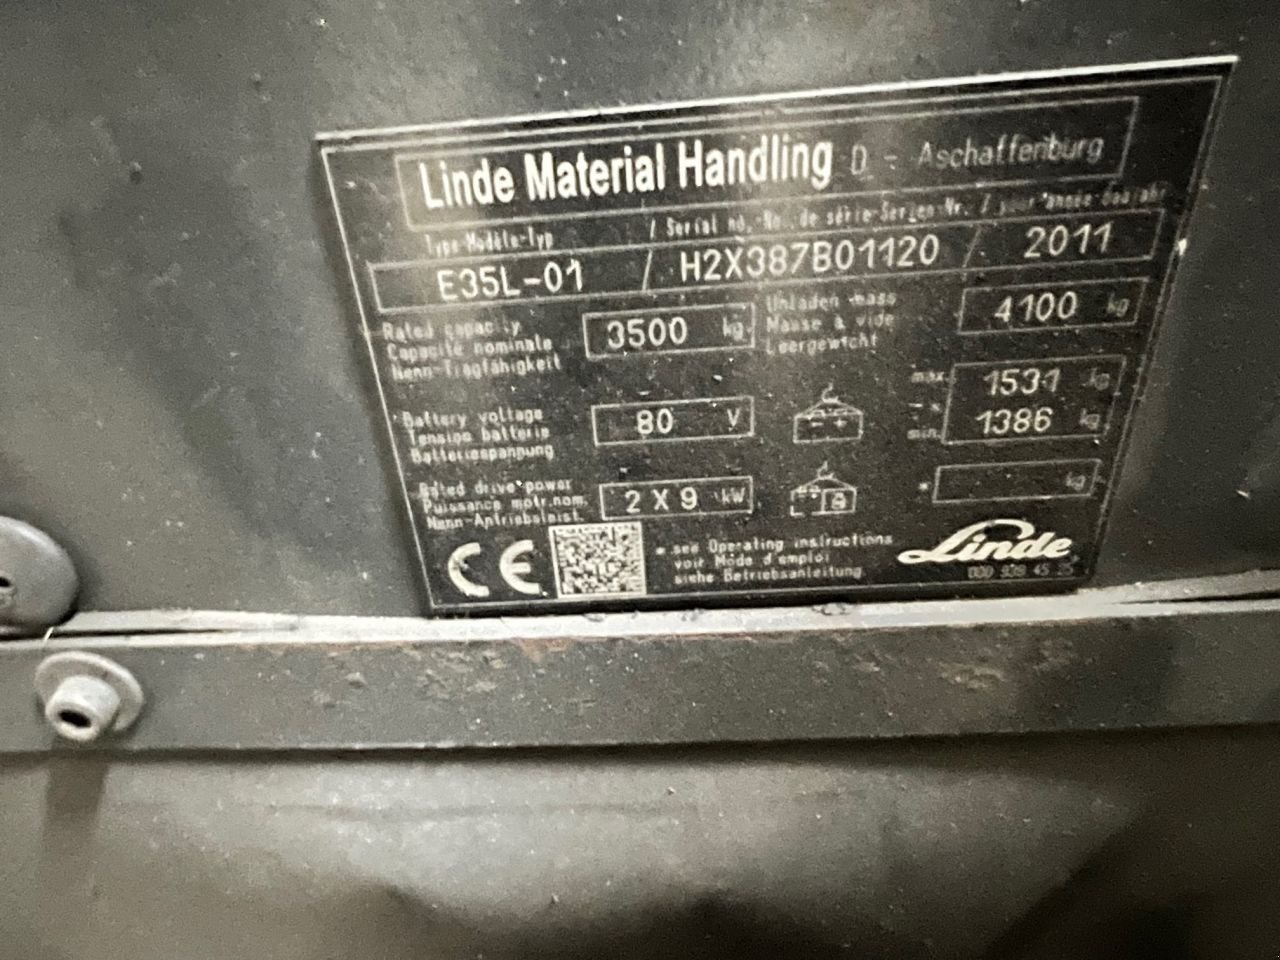 Linde Material Handling D - Aschaffenburg
Type-Modèle-Typ / Serial no.-No. de série-Serien-Nr. / year
E35L-01 / H2X387B01120 / 2011
Rated capacity
Capacité nominale
Nenn-Tragfähigkeit
3500 kg
Unladen mass
Masse à vide
Leergewicht
4100 kg
Battery voltage
Tension batterie
Batteriespannung
80 V
max 1531 kg
min. 1386 kg
Rated drive power
Puissance motr.nom.
Nenn-Antriebsleist.
2 X 9 kW
* kg
CE
* see Operating instructions
voir Mode d'emploi
siehe Betriebsanleitung
Linde